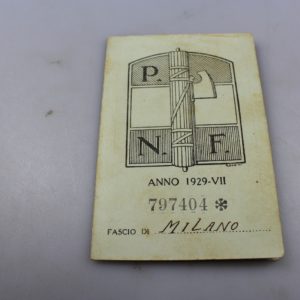 P.
N. F.
ANNO 1929-VII
797404 *
FASCIO DI MILANO